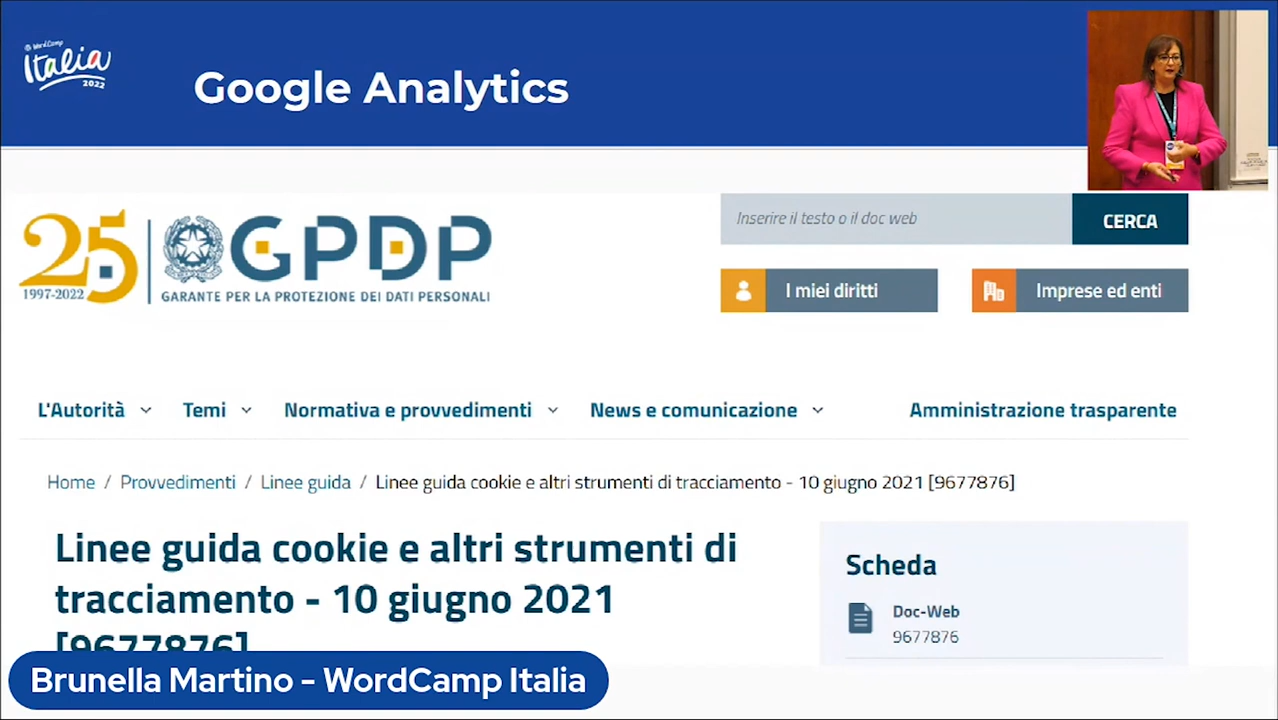 WordCamp
Italia
2022
Google Analytics
25
1997-2022
GPDP
GARANTE PER LA PROTEZIONE DEI DATI PERSONALI
Inserire il testo o il doc web
CERCA
I miei diritti
Imprese ed enti
L'Autorità
Temi
Normativa e provvedimenti
News e comunicazione
Amministrazione trasparente
Home / Provvedimenti / Linee guida / Linee guida cookie e altri strumenti di tracciamento - 10 giugno 2021 [9677876]
Linee guida cookie e altri strumenti di
tracciamento - 10 giugno 2021
[9677876]
Scheda
Doc-Web
9677876
Brunella Martino - WordCamp Italia